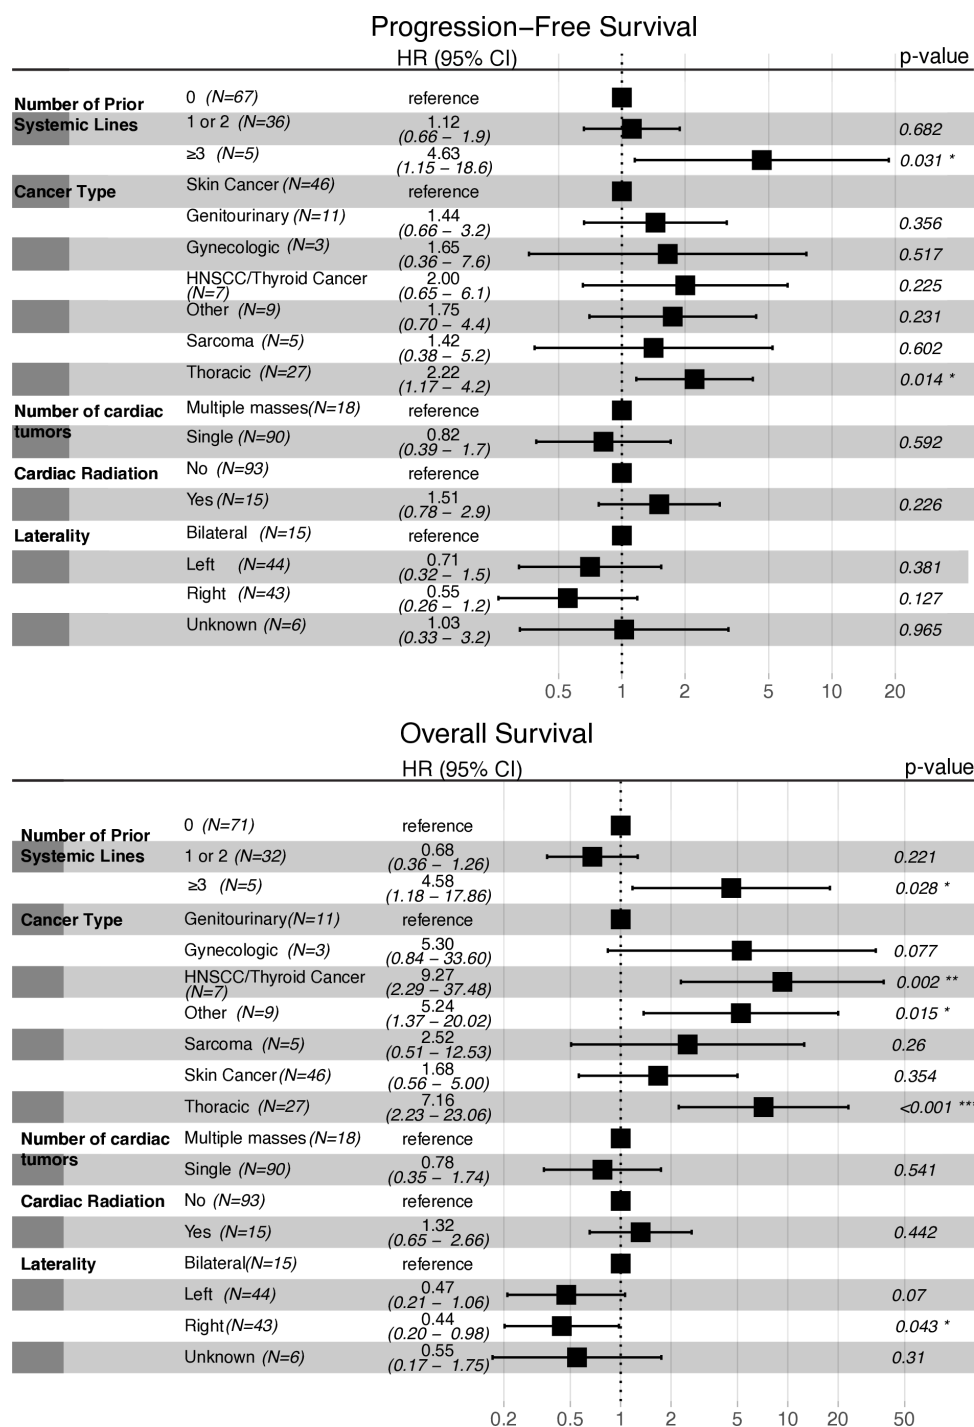 Progression−Free Survival
HR (95% CI) p-value
Number of Prior Systemic Lines 0 (N=67) reference
1 or 2 (N=36) 1.12 (0.66 − 1.9) 0.682
≥3 (N=5) 4.63 (1.15 − 18.6) 0.031 *
Cancer Type Skin Cancer (N=46) reference
Genitourinary (N=11) 1.44 (0.66 − 3.2) 0.356
Gynecologic (N=3) 1.65 (0.36 − 7.6) 0.517
HNSCC/Thyroid Cancer (N=7) 2.00 (0.65 − 6.1) 0.225
Other (N=9) 1.75 (0.70 − 4.4) 0.231
Sarcoma (N=5) 1.42 (0.38 − 5.2) 0.602
Thoracic (N=27) 2.22 (1.17 − 4.2) 0.014 *
Number of cardiac tumors Multiple masses(N=18) reference
Single (N=90) 0.82 (0.39 − 1.7) 0.592
Cardiac Radiation No (N=93) reference
Yes (N=15) 1.51 (0.78 − 2.9) 0.226
Laterality Bilateral (N=15) reference
Left (N=44) 0.71 (0.32 − 1.5) 0.381
Right (N=43) 0.55 (0.26 − 1.2) 0.127
Unknown (N=6) 1.03 (0.33 − 3.2) 0.965
0.5 1 2 5 10 20
Overall Survival
HR (95% CI) p-value
Number of Prior Systemic Lines 0 (N=71) reference
1 or 2 (N=32) 0.68 (0.36 − 1.26) 0.221
≥3 (N=5) 4.58 (1.18 − 17.86) 0.028 *
Cancer Type Genitourinary(N=11) reference
Gynecologic (N=3) 5.30 (0.84 − 33.60) 0.077
HNSCC/Thyroid Cancer (N=7) 9.27 (2.29 − 37.48) 0.002 **
Other (N=9) 5.24 (1.37 − 20.02) 0.015 *
Sarcoma (N=5) 2.52 (0.51 − 12.53) 0.26
Skin Cancer(N=46) 1.68 (0.56 − 5.00) 0.354
Thoracic (N=27) 7.16 (2.23 − 23.06) <0.001 ***
Number of cardiac tumors Multiple masses (N=18) reference
Single (N=90) 0.78 (0.35 − 1.74) 0.541
Cardiac Radiation No (N=93) reference
Yes (N=15) 1.32 (0.65 − 2.66) 0.442
Laterality Bilateral(N=15) reference
Left (N=44) 0.47 (0.21 − 1.06) 0.07
Right(N=43) 0.44 (0.20 − 0.98) 0.043 *
Unknown (N=6) 0.55 (0.17 − 1.75) 0.31
0.2 0.5 1 2 5 10 20 50